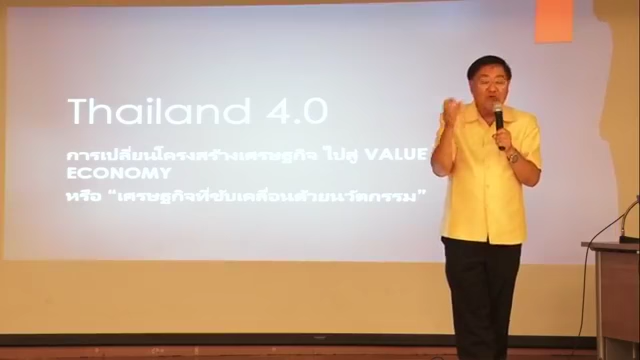 Thailand 4.0
การเปลี่ยนโครงสร้างเศรษฐกิจ ไปสู่ VALUE
ECONOMY
หรือ “เศรษฐกิจที่ขับเคลื่อนด้วยนวัตกรรม”